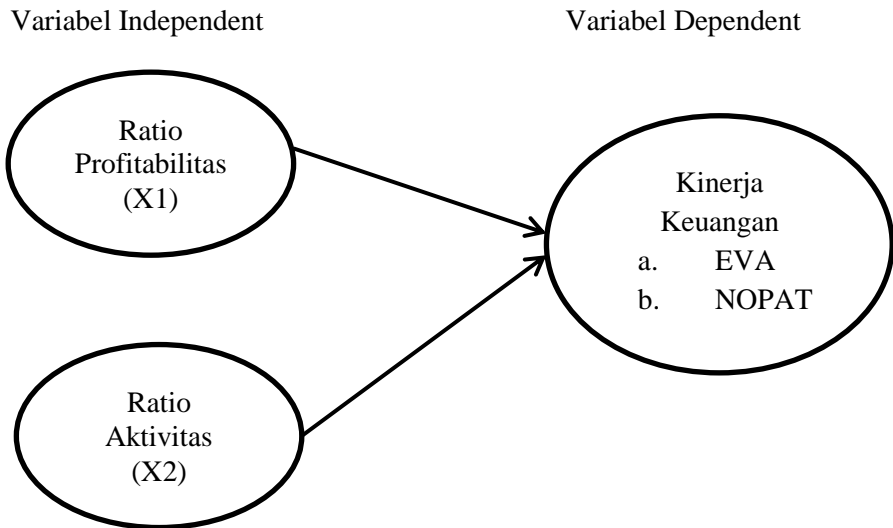 Variabel Independent
Variabel Dependent
Ratio
Profitabilitas
(X1)
Kinerja
Keuangan
a. EVA
b. NOPAT
Ratio
Aktivitas
(X2)